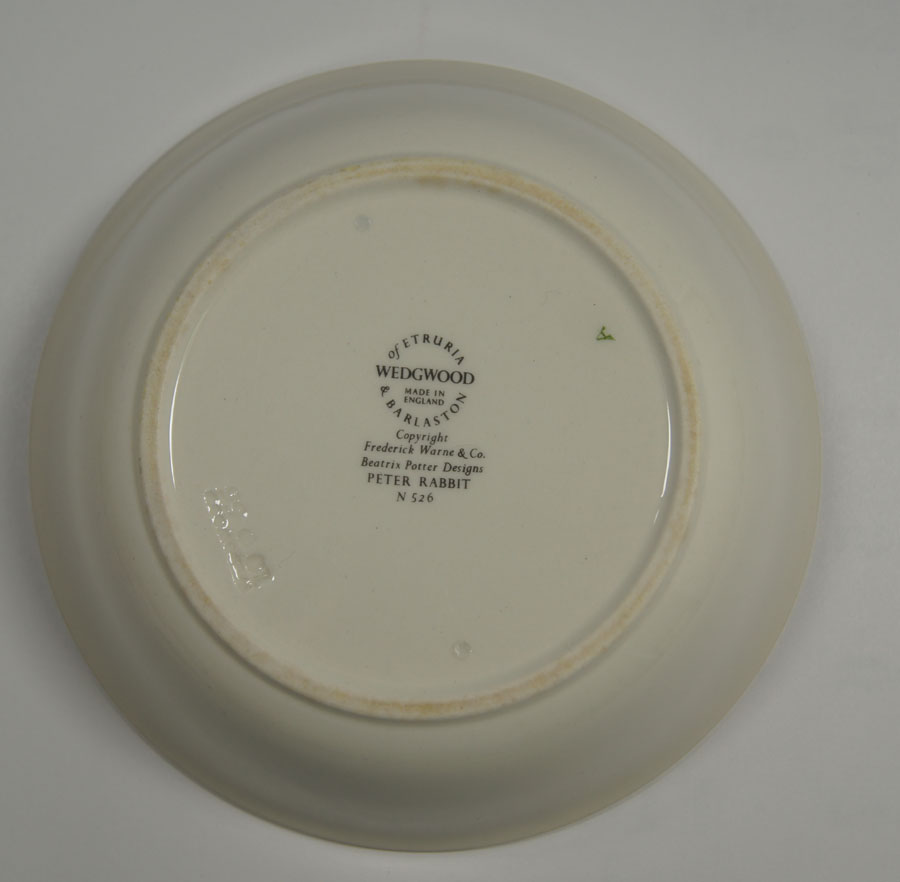 of ETRURIA
WEDGWOOD
MADE IN
ENGLAND
& BARLASTON
Copyright
Frederick Warne & Co.
Beatrix Potter Designs
PETER RABBIT
N 526